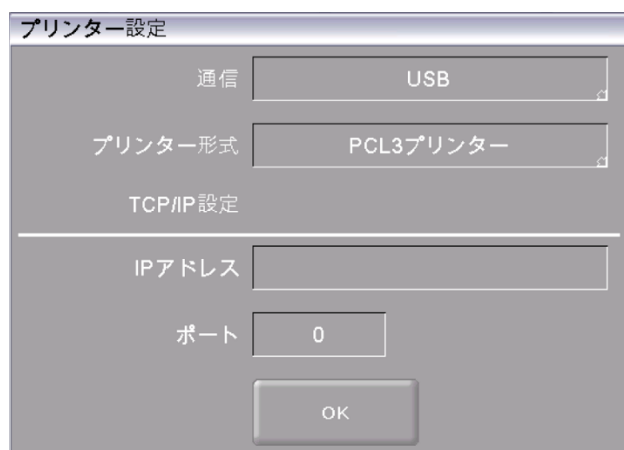 プリンター設定
通信 USB
プリンター形式 PCL3プリンター
TCP/IP設定
IPアドレス
ポート 0
OK